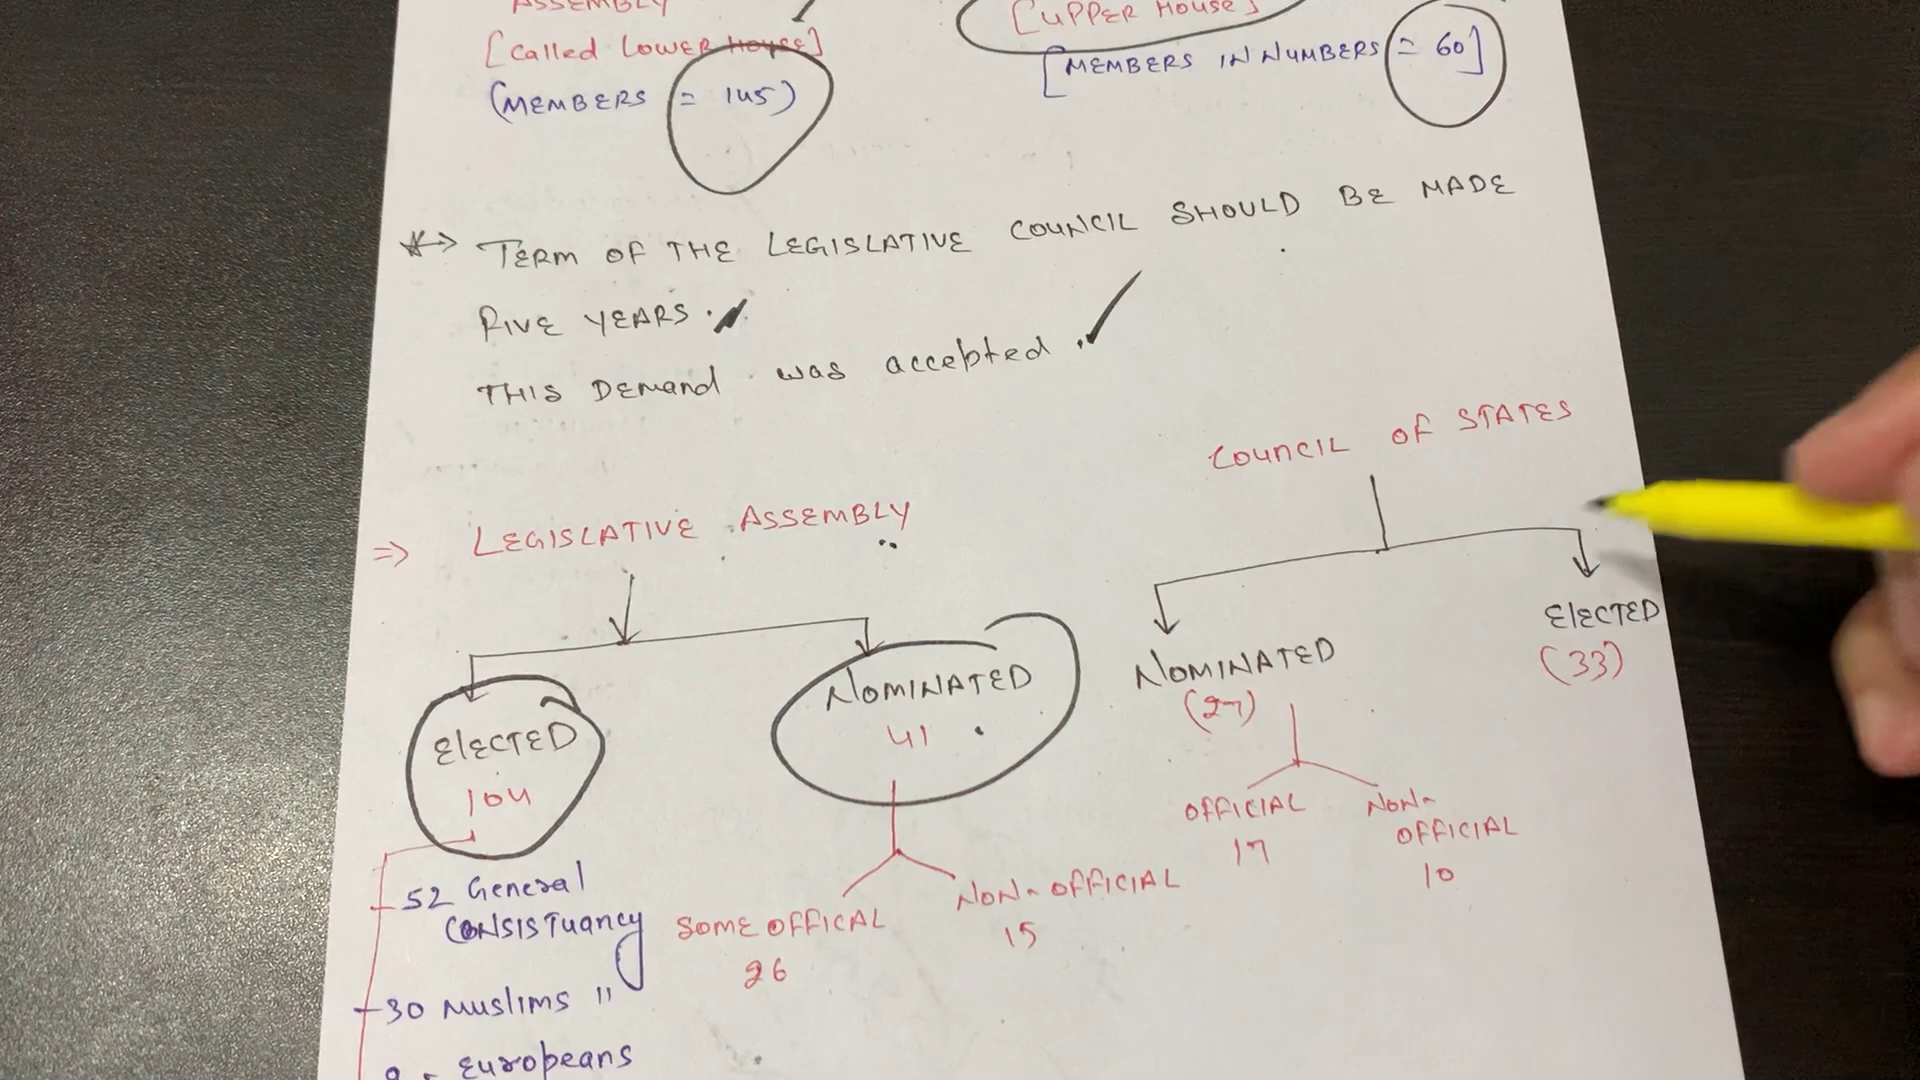 ASSEMBLY
[called LOWER House]
(MEMBERS = 145)
[UPPER House]
[MEMBERS IN NUMBERS = 60]
TERM OF THE LEGISLATIVE COUNCIL SHOULD BE MADE
FIVE YEARS.
THIS Demand was accepted.
COUNCIL OF STATES
=> LEGISLATIVE ASSEMBLY
NOMINATED
(27)
ElECTED
(33)
ElECTED
104
NOMINATED
41
OFFICIAL
17
NON-
OFFICIAL
10
52 General
CONSISTuancy
SOME OFFICAL
26
NON-OFFICIAL
15
30 Muslims "
- Europeans